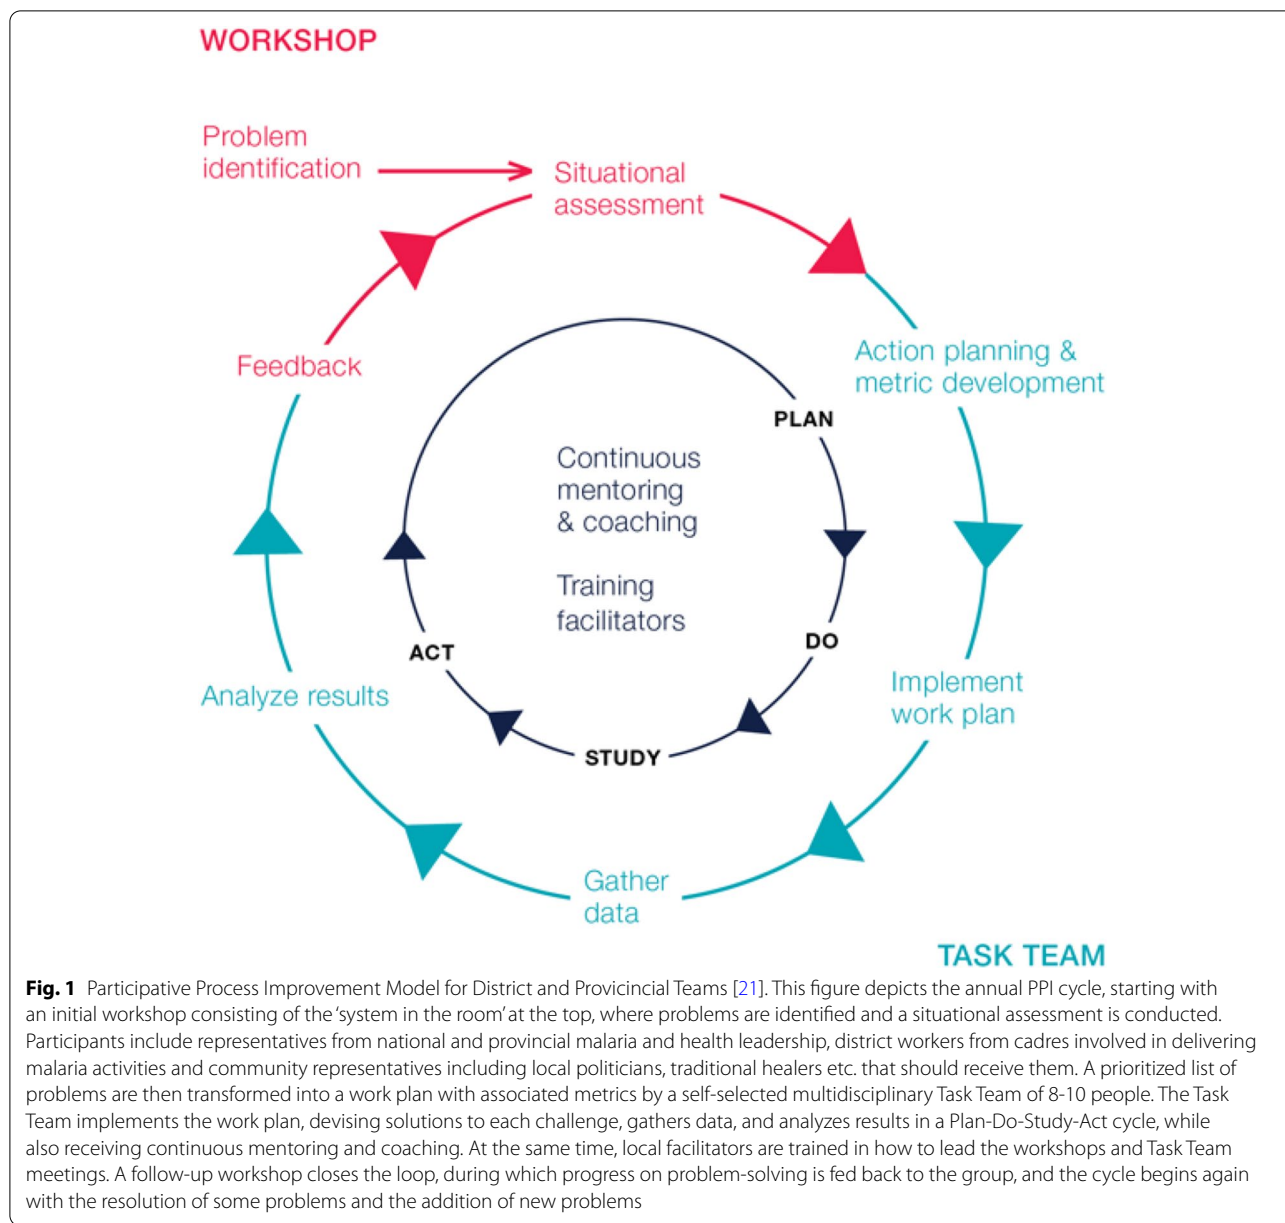 WORKSHOP
Problem
identification
Situational
assessment
Feedback
Action planning &
metric development
PLAN
Continuous
mentoring
& coaching
Training
facilitators
DO
ACT
Implement
work plan
Analyze results
STUDY
Gather
data
TASK TEAM
Fig. 1 Participative Process Improvement Model for District and Provicincial Teams [21]. This figure depicts the annual PPI cycle, starting with
an initial workshop consisting of the ‘system in the room’ at the top, where problems are identified and a situational assessment is conducted.
Participants include representatives from national and provincial malaria and health leadership, district workers from cadres involved in delivering
malaria activities and community representatives including local politicians, traditional healers etc. that should receive them. A prioritized list of
problems are then transformed into a work plan with associated metrics by a self-selected multidisciplinary Task Team of 8-10 people. The Task
Team implements the work plan, devising solutions to each challenge, gathers data, and analyzes results in a Plan-Do-Study-Act cycle, while
also receiving continuous mentoring and coaching. At the same time, local facilitators are trained in how to lead the workshops and Task Team
meetings. A follow-up workshop closes the loop, during which progress on problem-solving is fed back to the group, and the cycle begins again
with the resolution of some problems and the addition of new problems